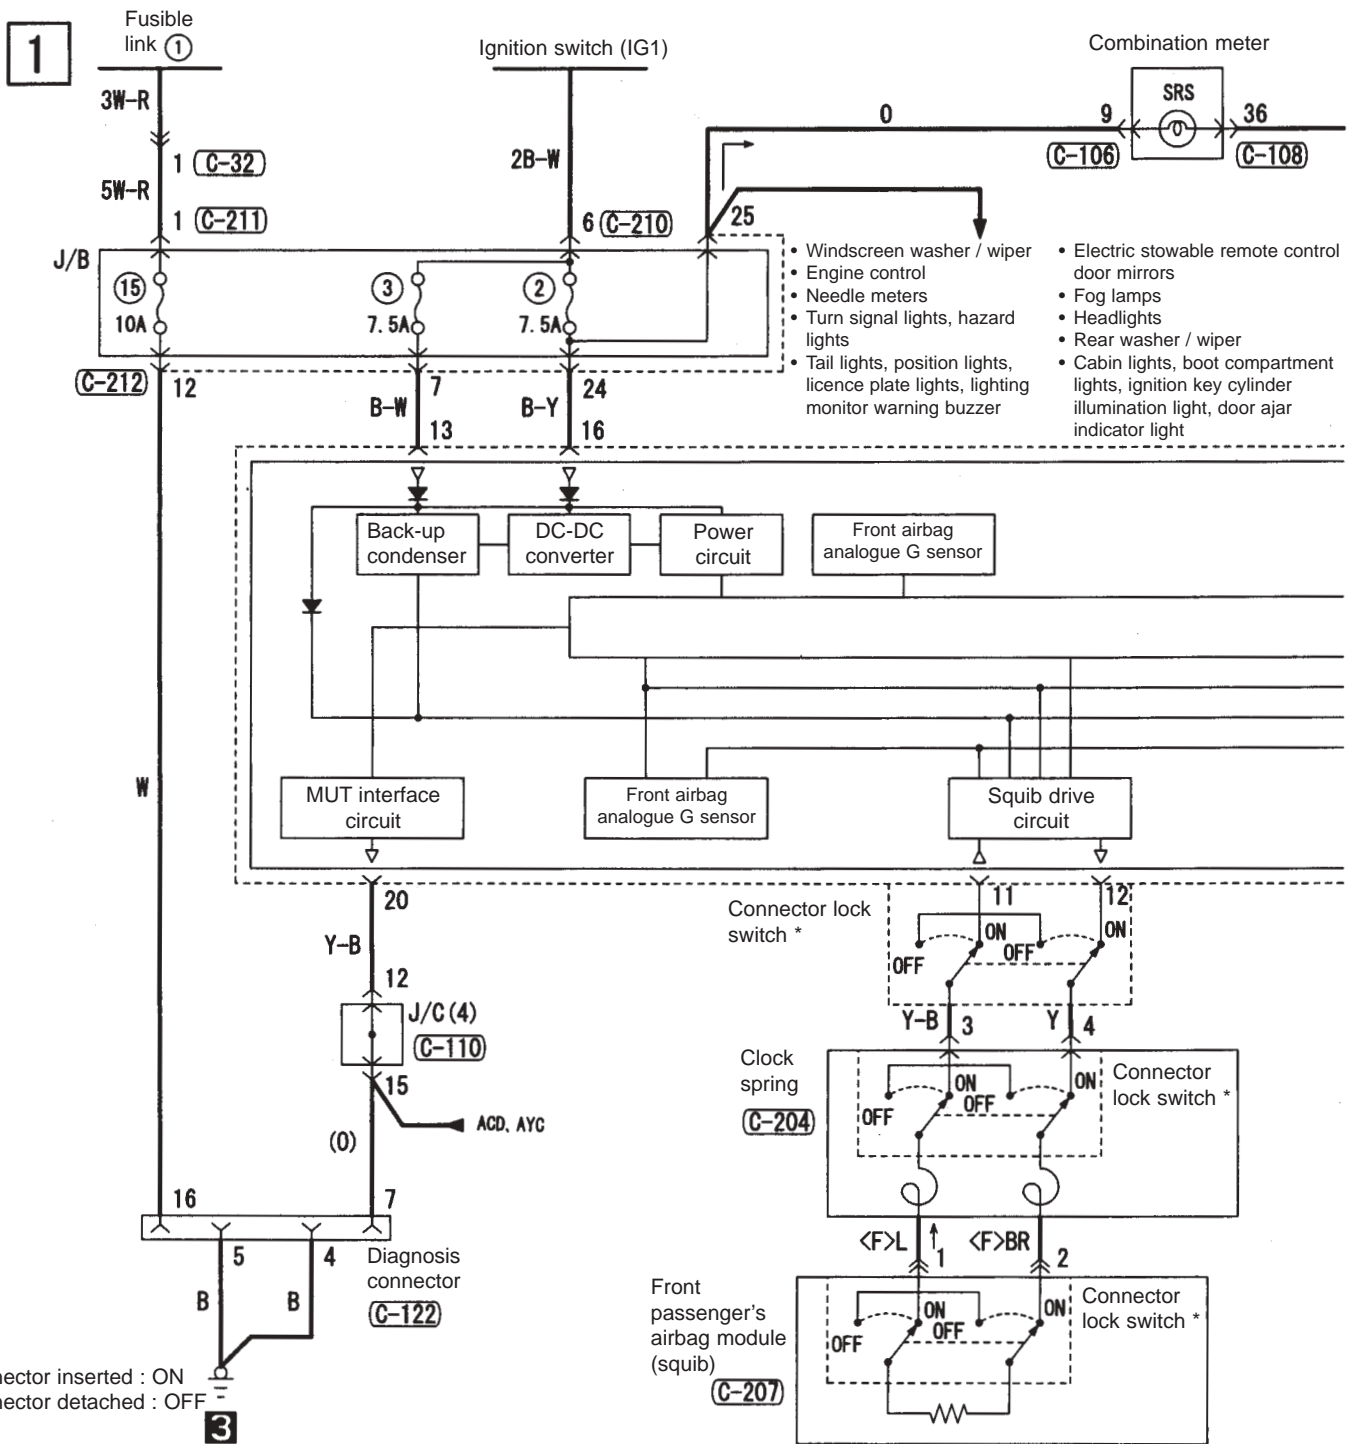 1
Fusible
link ①
Ignition switch (IG1)
Combination meter
SRS
3W-R
1 C-32
5W-R
1 C-211
2B-W
6 C-210
25
O
9
36
C-106
C-108
J/B
15
10A
3
7.5A
2
7.5A
• Windscreen washer / wiper
• Engine control
• Needle meters
• Turn signal lights, hazard
lights
• Tail lights, position lights,
licence plate lights, lighting
monitor warning buzzer
• Electric stowable remote control
door mirrors
• Fog lamps
• Headlights
• Rear washer / wiper
• Cabin lights, boot compartment
lights, ignition key cylinder
illumination light, door ajar
indicator light
C-212
12
7
24
B-W
B-Y
13
16
Back-up
condenser
DC-DC
converter
Power
circuit
Front airbag
analogue G sensor
W
MUT interface
circuit
Front airbag
analogue G sensor
Squib drive
circuit
20
Y-B
12
J/C (4)
C-110
15
ACD, AYC
(O)
11
12
Connector lock
switch *
ON
OFF
ON
OFF
Y-B
3
Y
4
Clock
spring
C-204
ON
OFF
ON
OFF
Connector
lock switch *
<F>L
1
<F>BR
2
Front
passenger's
airbag module
(squib)
C-207
ON
OFF
ON
OFF
Connector
lock switch *
16
7
5
4
B
B
Diagnosis
connector
C-122
nector inserted : ON
nector detached : OFF
3